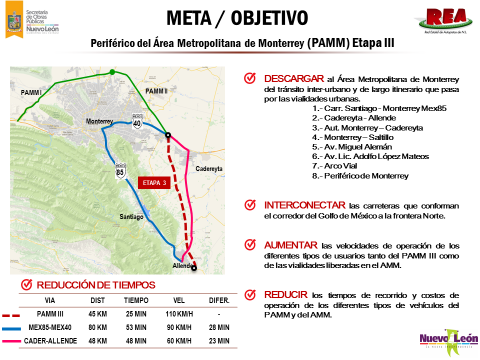 Secretaría
de Obras
Públicas
Nuevo León
META / OBJETIVO
REA
Red Estatal de Autopistas de N.L.
Periférico del Área Metropolitana de Monterrey (PAMM) Etapa III
PAMM I
PAMM II
Monterrey
40
Cadereyta
85
ETAPA 3
Santiago
Allende
DESCARGAR al Área Metropolitana de Monterrey
del tránsito inter-urbano y de largo itinerario que pasa
por las vialidades urbanas.
1.- Carr. Santiago - Monterrey Mex85
2.- Cadereyta - Allende
3.- Aut. Monterrey – Cadereyta
4.- Monterrey – Saltillo
5.- Av. Miguel Alemán
6.- Av. Lic. Adolfo López Mateos
7.- Arco Vial
8.- Periférico de Monterrey
INTERCONECTAR las carreteras que conforman
el corredor del Golfo de México a la frontera Norte.
AUMENTAR las velocidades de operación de los
diferentes tipos de usuarios tanto del PAMM III como
de las vialidades liberadas en el AMM.
REDUCIR los tiempos de recorrido y costos de
operación de los diferentes tipos de vehículos del
PAMM y del AMM.
REDUCCIÓN DE TIEMPOS
VIA DIST TIEMPO VEL DIFER.
PAMM III 45 KM 25 MIN 110 KM/H -
MEX85-MEX40 80 KM 53 MIN 90 KM/H 28 MIN
CADER-ALLENDE 48 KM 48 MIN 60 KM/H 23 MIN
Nuevo León